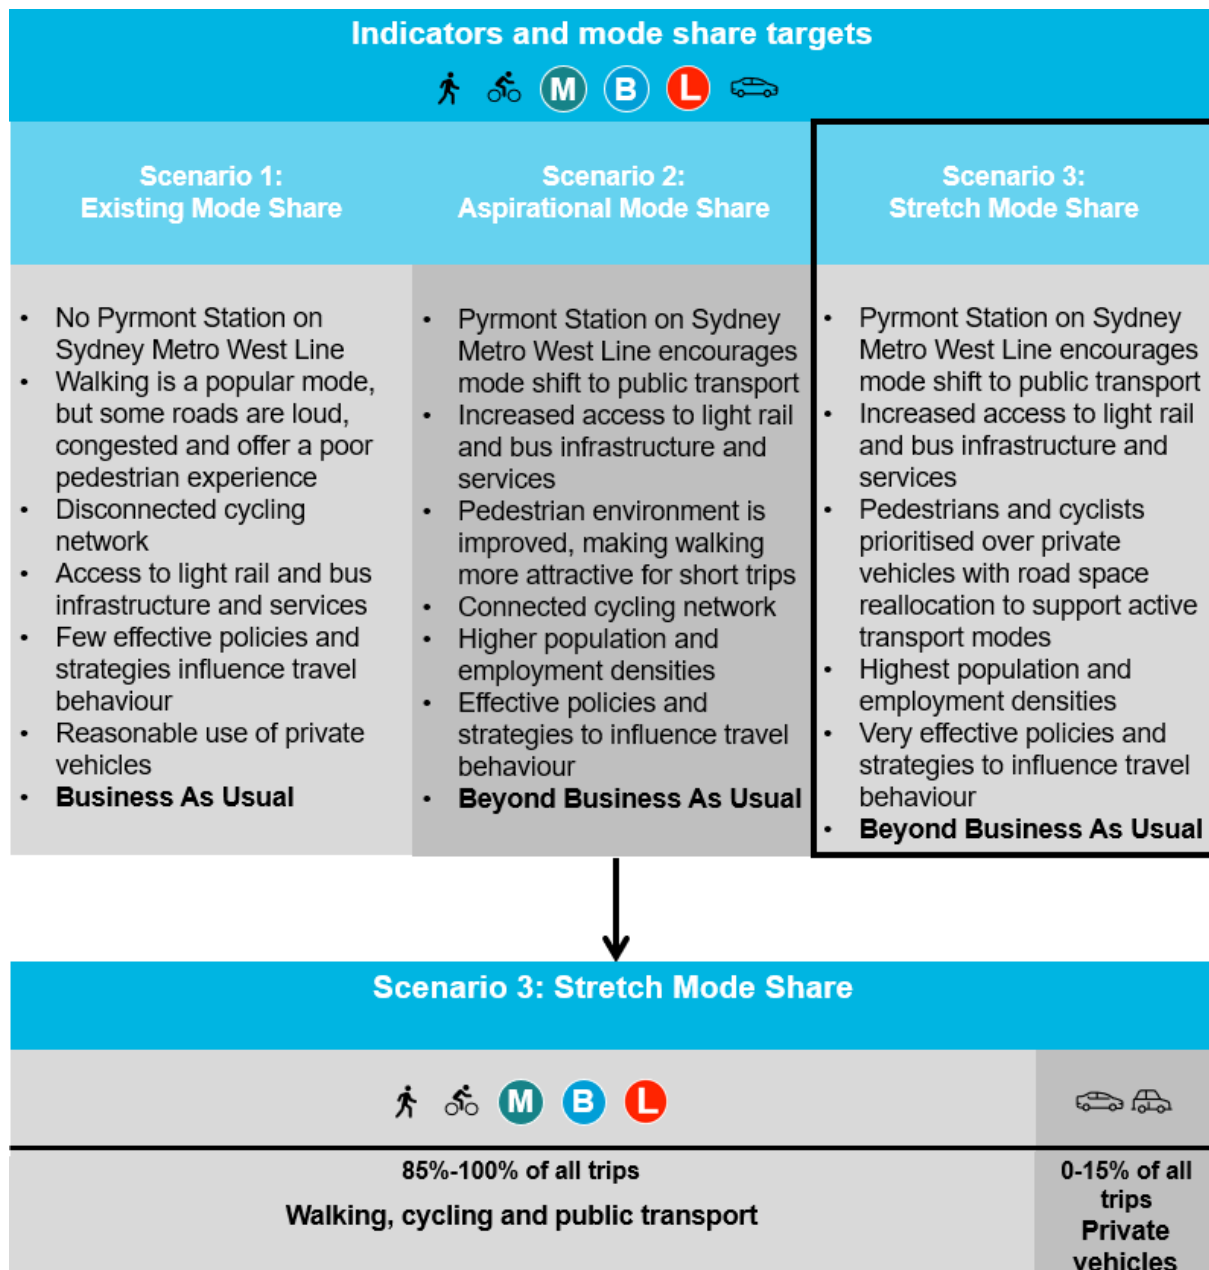 Indicators and mode share targets
M B L
Scenario 1:
Existing Mode Share
• No Pyrmont Station on
Sydney Metro West Line
• Walking is a popular mode,
but some roads are loud,
congested and offer a poor
pedestrian experience
• Disconnected cycling
network
• Access to light rail and bus
infrastructure and services
• Few effective policies and
strategies influence travel
behaviour
• Reasonable use of private
vehicles
• Business As Usual
Scenario 2:
Aspirational Mode Share
• Pyrmont Station on Sydney
Metro West Line encourages
mode shift to public transport
• Increased access to light rail
and bus infrastructure and
services
• Pedestrian environment is
improved, making walking
more attractive for short trips
• Connected cycling network
• Higher population and
employment densities
• Effective policies and
strategies to influence travel
behaviour
• Beyond Business As Usual
Scenario 3:
Stretch Mode Share
• Pyrmont Station on Sydney
Metro West Line encourages
mode shift to public transport
• Increased access to light rail
and bus infrastructure and
services
• Pedestrians and cyclists
prioritised over private
vehicles with road space
reallocation to support active
transport modes
• Highest population and
employment densities
• Very effective policies and
strategies to influence travel
behaviour
• Beyond Business As Usual
Scenario 3: Stretch Mode Share
M B L
85%-100% of all trips
Walking, cycling and public transport
0-15% of all
trips
Private
vehicles